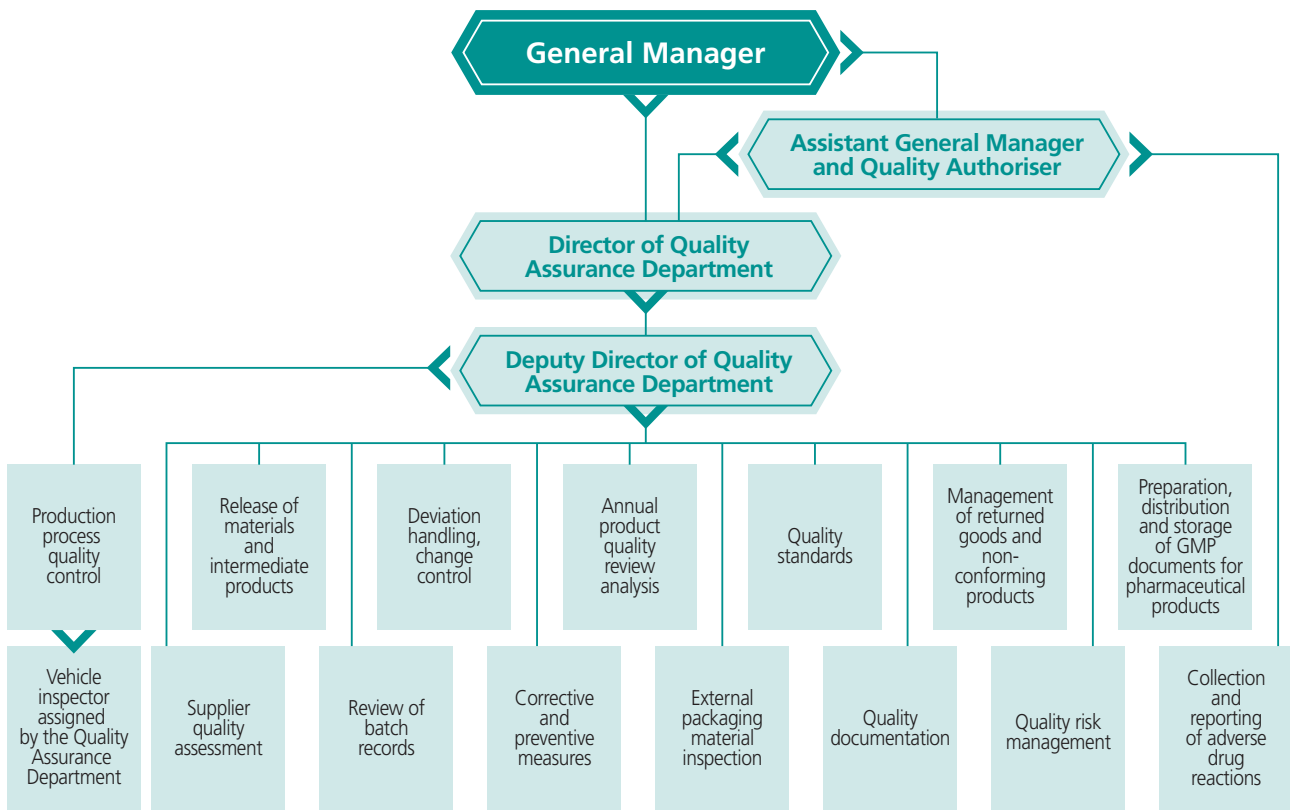 General Manager
Assistant General Manager
and Quality Authoriser
Director of Quality
Assurance Department
Deputy Director of Quality
Assurance Department
Production
process
quality
control
Release of
materials
and
intermediate
products
Deviation
handling,
change
control
Annual
product
quality
review
analysis
Quality
standards
Management
of returned
goods and
non-
conforming
products
Preparation,
distribution
and storage
of GMP
documents for
pharmaceutical
products
Vehicle
inspector
assigned
by the Quality
Assurance
Department
Supplier
quality
assessment
Review of
batch
records
Corrective
and
preventive
measures
External
packaging
material
inspection
Quality
documentation
Quality risk
management
Collection
and
reporting
of adverse
drug
reactions